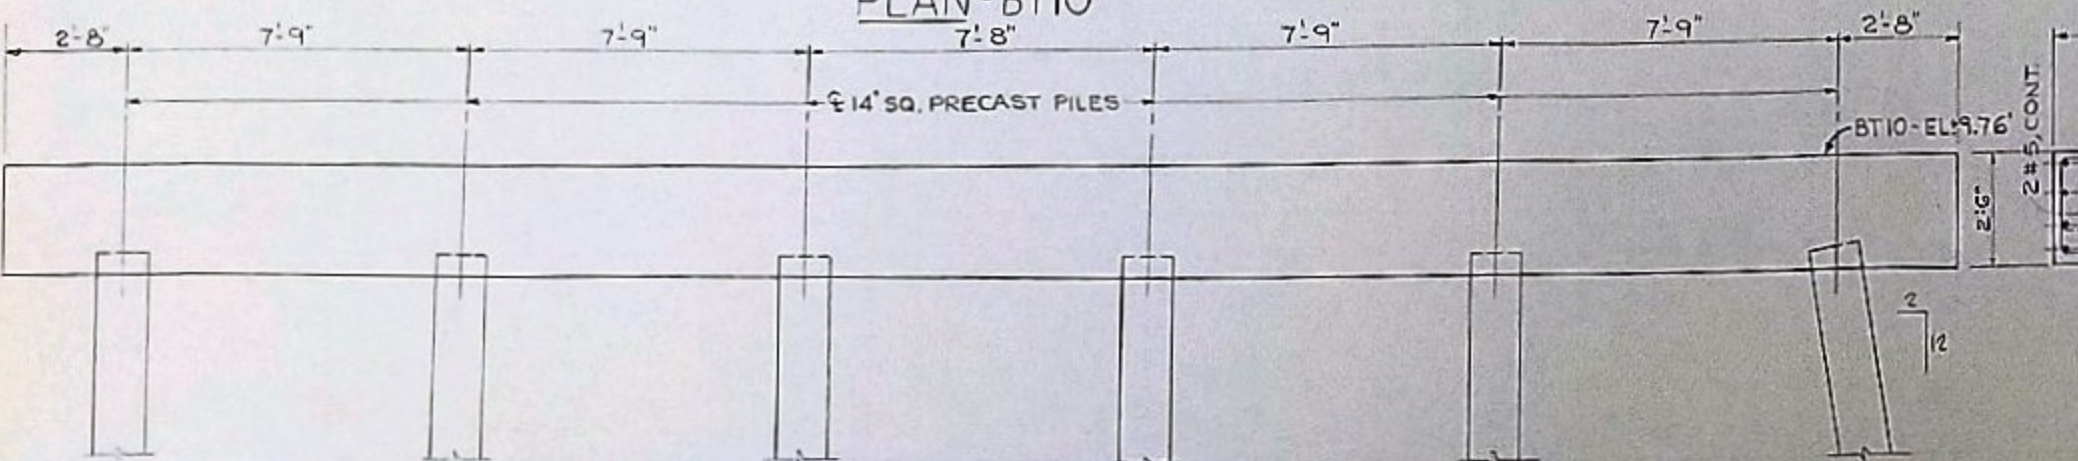 PLAN-BT10
2'-8" 7'-9" 7'-9" 7'-8" 7'-9" 7'-9" 2'-8"
℄ 14" SQ. PRECAST PILES
BT10-EL+9.76'
2'-6"
2#5, CONT.
2
12